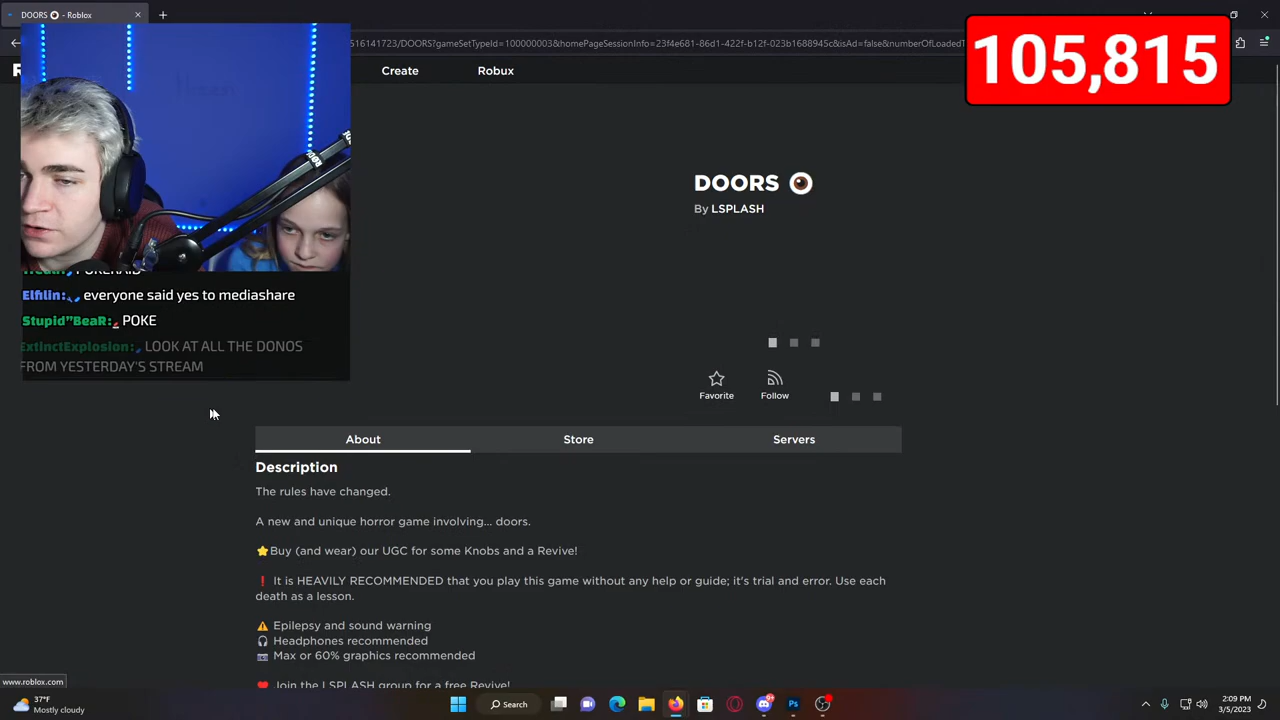 DOORS - Roblox
516141723/DOORS?gameSetTypeId=100000003&homePageSessionInfo=23f4e681-86d1-422f-b12f-023b1688945c&isAd=false&numberOfLoadedT
105,815
Create
Robux
DOORS
By LSPLASH
Elfilin: everyone said yes to mediashare
Stupid"BeaR: POKE
ExtinctExplosion: LOOK AT ALL THE DONOS
FROM YESTERDAY'S STREAM
Favorite
Follow
About
Store
Servers
Description
The rules have changed.
A new and unique horror game involving... doors.
⭐Buy (and wear) our UGC for some Knobs and a Revive!
❗ It is HEAVILY RECOMMENDED that you play this game without any help or guide; it's trial and error. Use each
death as a lesson.
⚠️ Epilepsy and sound warning
🎧 Headphones recommended
📷 Max or 60% graphics recommended
❤️ Join the LSPLASH group for a free Revive!
www.roblox.com
37°F
Mostly cloudy
Search
2:09 PM
3/5/2023